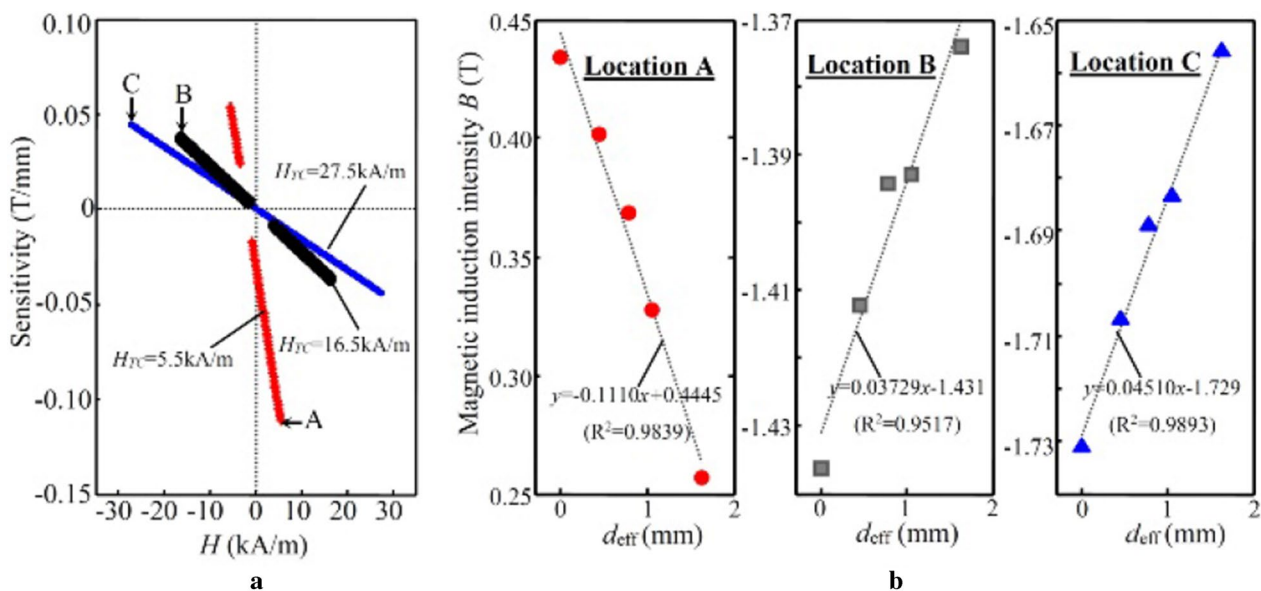 Sensitivity (T/mm)
0.10
0.05
0
-0.05
-0.10
-0.15
C
B
A
H_TC=27.5kA/m
H_TC=16.5kA/m
H_TC=5.5kA/m
-30 -20 -10 0 10 20 30
H (kA/m)
a
Magnetic induction intensity B (T)
0.45
0.40
0.35
0.30
0.25
Location A
y=-0.1110x+0.4445
(R²=0.9839)
0 1 2
d_eff (mm)
-1.37
-1.39
-1.41
-1.43
Location B
y=0.03729x-1.431
(R²=0.9517)
0 1 2
d_eff (mm)
-1.65
-1.67
-1.69
-1.71
-1.73
Location C
y=0.04510x-1.729
(R²=0.9893)
0 1 2
d_eff (mm)
b